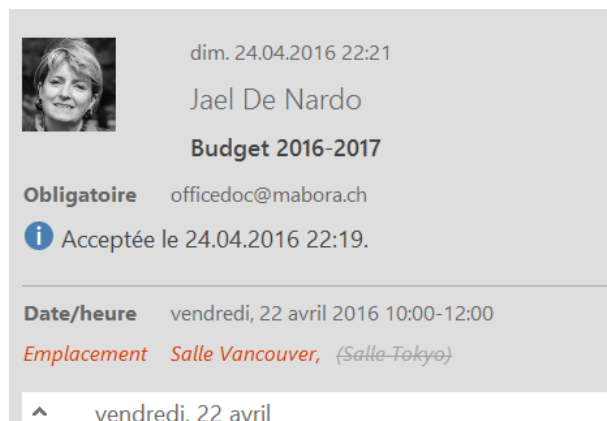 dim. 24.04.2016 22:21
Jael De Nardo
Budget 2016-2017
Obligatoire officedoc@mabora.ch
i Acceptée le 24.04.2016 22:19.
Date/heure vendredi, 22 avril 2016 10:00-12:00
Emplacement Salle Vancouver, (Salle Tokyo)
vendredi, 22 avril